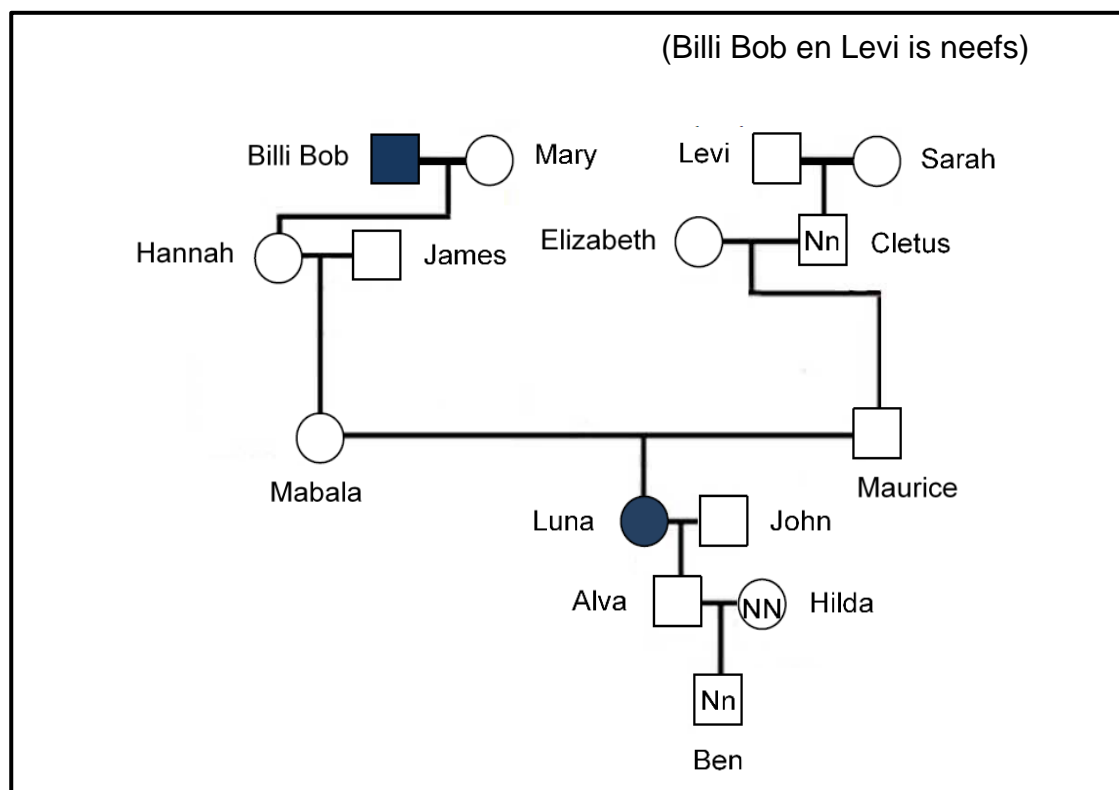 (Billi Bob en Levi is neefs)
Billi Bob
Mary
Levi
Sarah
Hannah
James
Elizabeth
Nn
Cletus
Mabala
Maurice
Luna
John
Alva
NN
Hilda
Nn
Ben